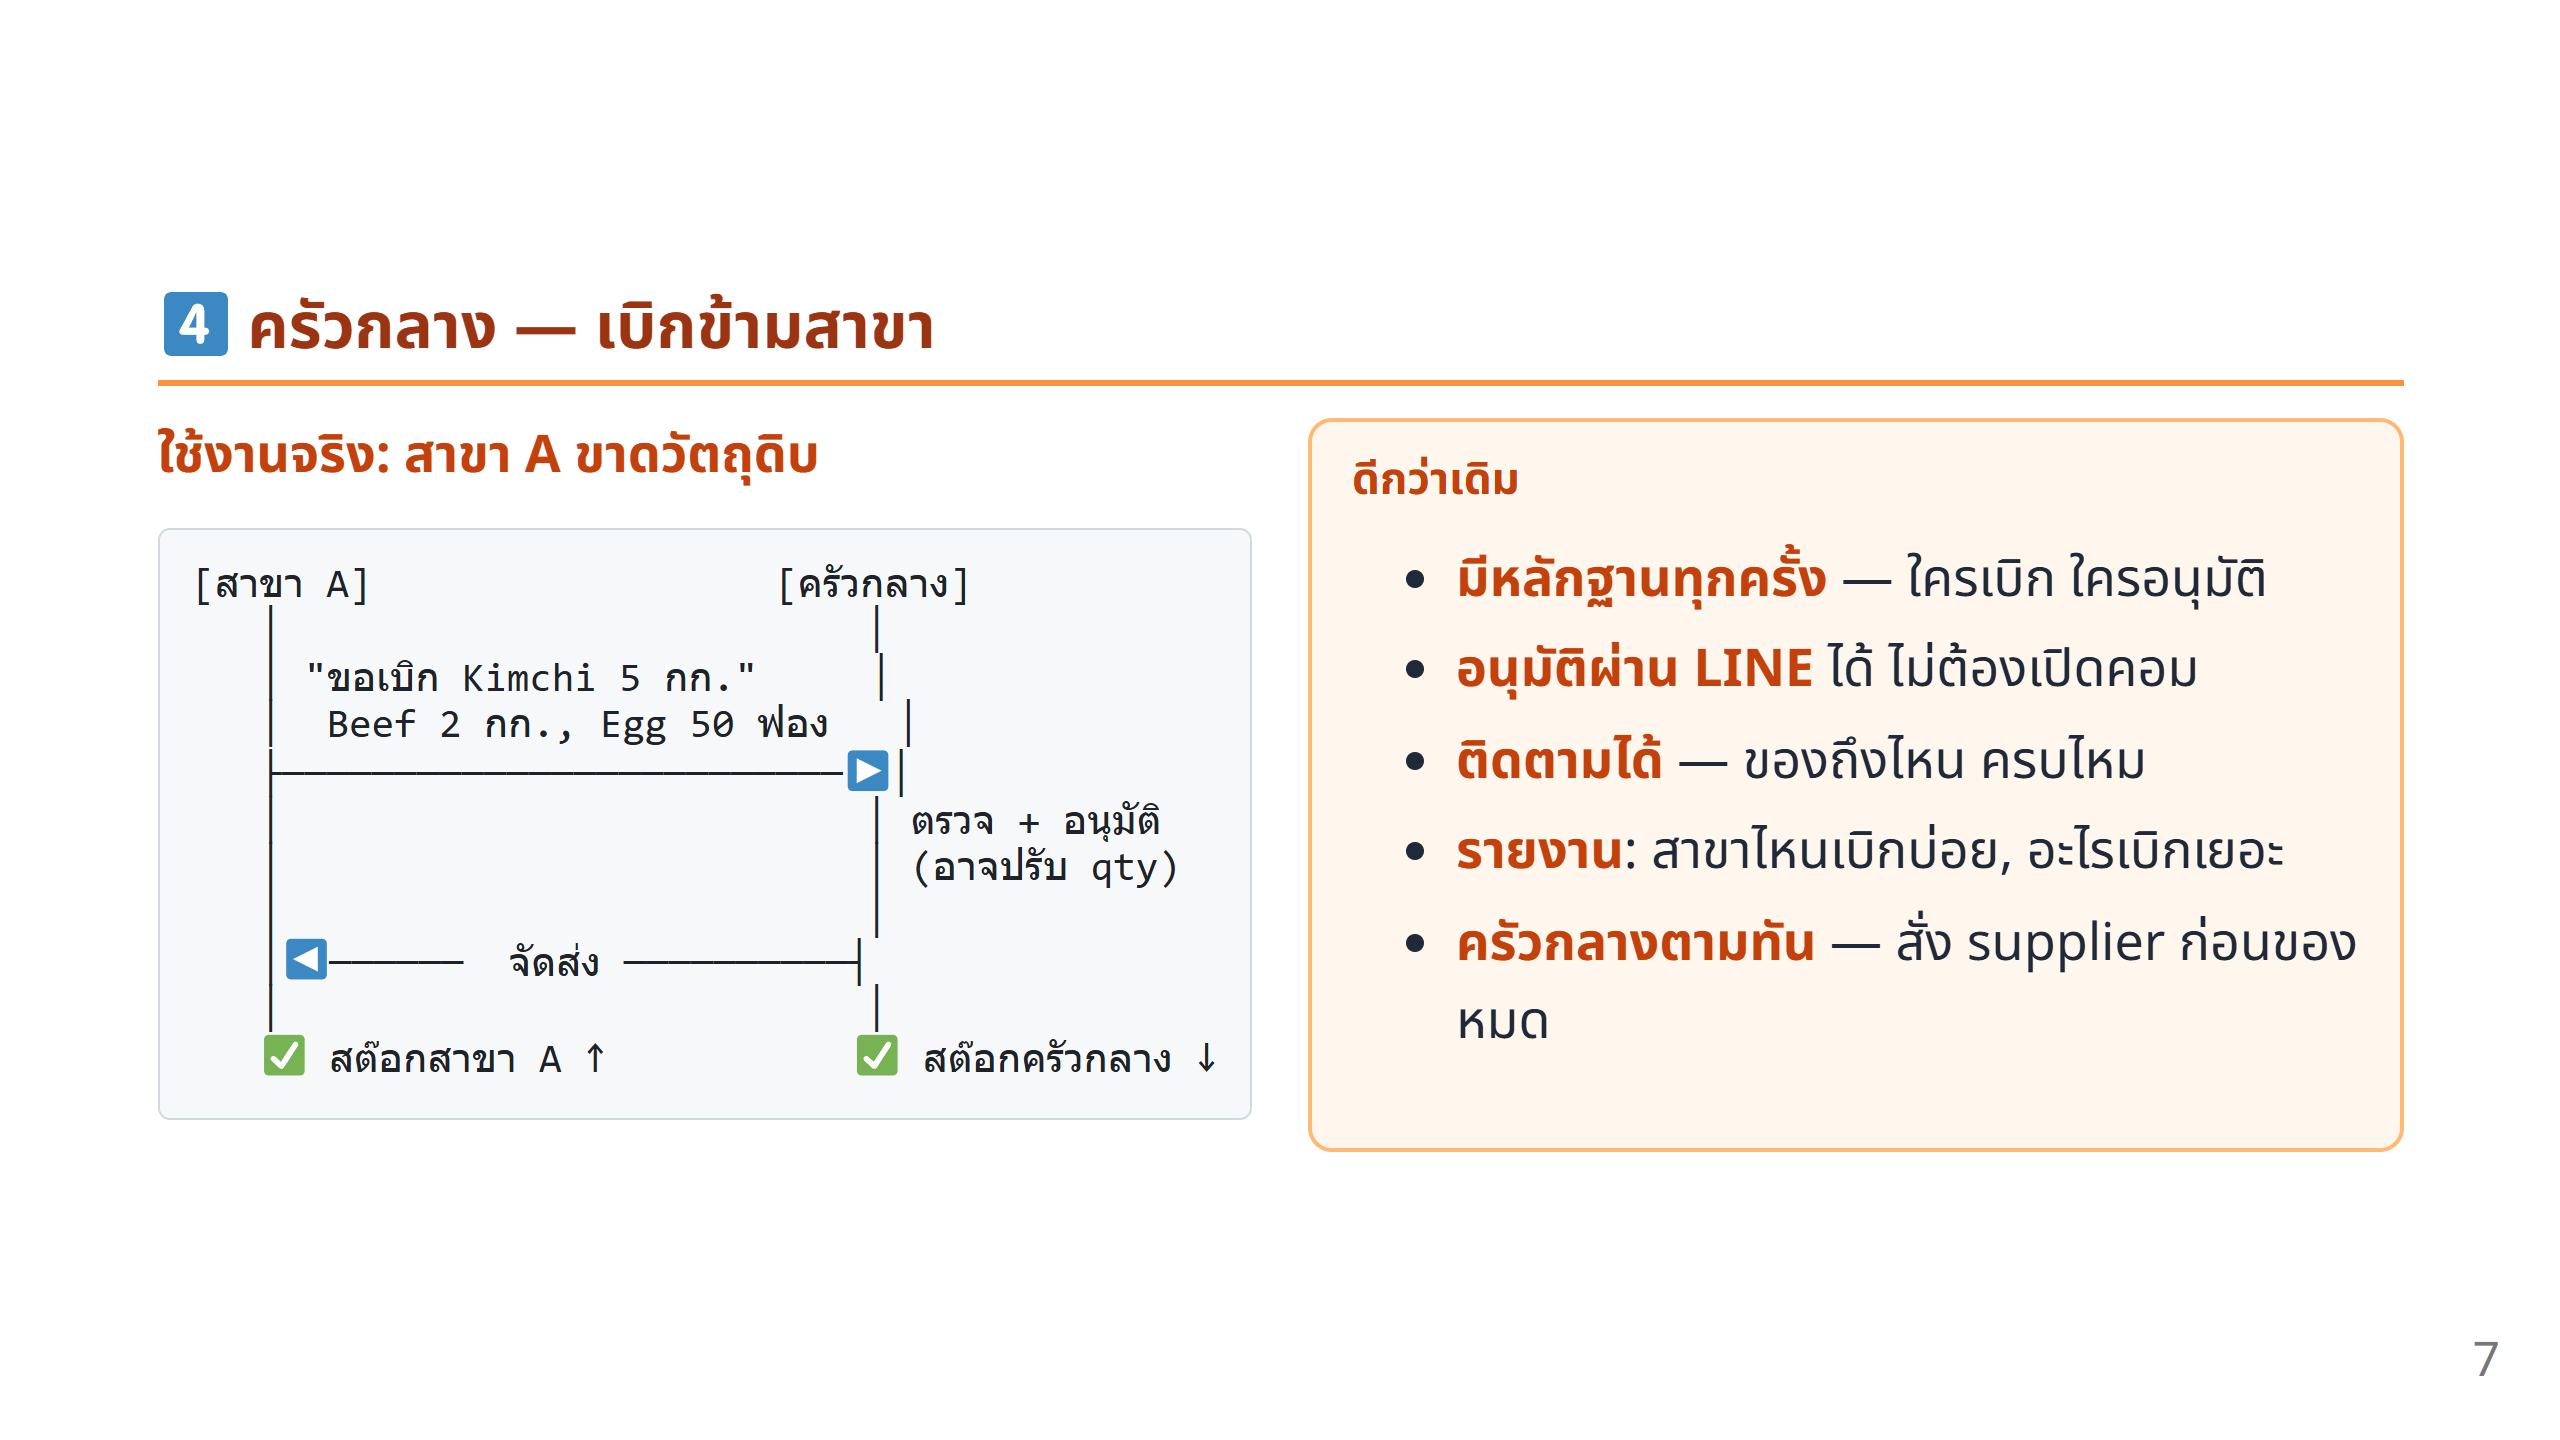 4 ครัวกลาง — เบิกข้ามสาขา
ใช้งานจริง: สาขา A ขาดวัตถุดิบ
[สาขา A] [ครัวกลาง]
"ขอเบิก Kimchi 5 กก."
Beef 2 กก., Egg 50 ฟอง
ตรวจ + อนุมัติ
(อาจปรับ qty)
จัดส่ง
✅ สต๊อกสาขา A ↑ ✅ สต๊อกครัวกลาง ↓
ดีกว่าเดิม
• มีหลักฐานทุกครั้ง — ใครเบิก ใครอนุมัติ
• อนุมัติผ่าน LINE ได้ ไม่ต้องเปิดคอม
• ติดตามได้ — ของถึงไหน ครบไหม
• รายงาน: สาขาไหนเบิกบ่อย, อะไรเบิกเยอะ
• ครัวกลางตามทัน — สั่ง supplier ก่อนของ
หมด
7